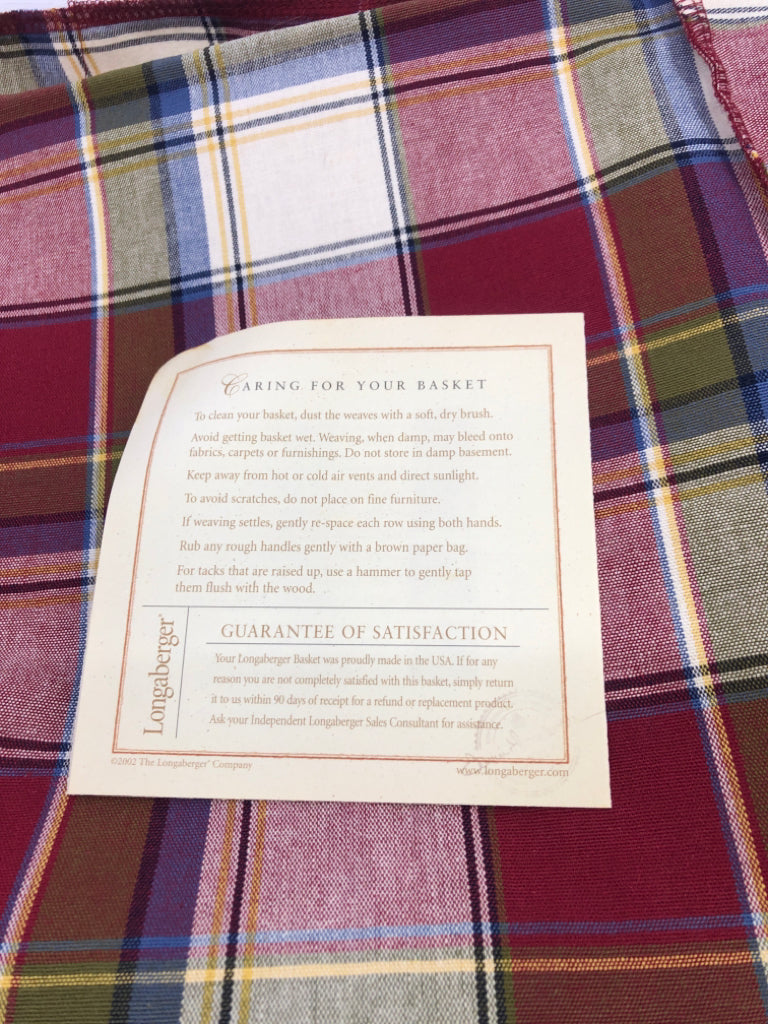 CARING FOR YOUR BASKET
To clean your basket, dust the weaves with a soft, dry brush.
Avoid getting basket wet. Weaving, when damp, may bleed onto
fabrics, carpets or furnishings. Do not store in damp basement.
Keep away from hot or cold air vents and direct sunlight.
To avoid scratches, do not place on fine furniture.
If weaving settles, gently re-space each row using both hands.
Rub any rough handles gently with a brown paper bag.
For tacks that are raised up, use a hammer to gently tap
them flush with the wood.
Longaberger®
GUARANTEE OF SATISFACTION
Your Longaberger Basket was proudly made in the USA. If for any
reason you are not completely satisfied with this basket, simply return
it to us within 90 days of receipt for a refund or replacement product.
Ask your Independent Longaberger Sales Consultant for assistance.
©2002 The Longaberger® Company
www.longaberger.com